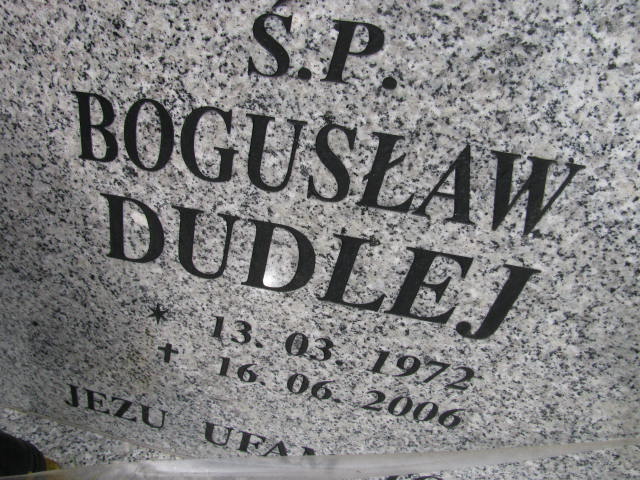 Ś.P.
BOGUSŁAW
DUDLEJ
* 13. 03. 1972
✝ 16. 06. 2006
JEZU